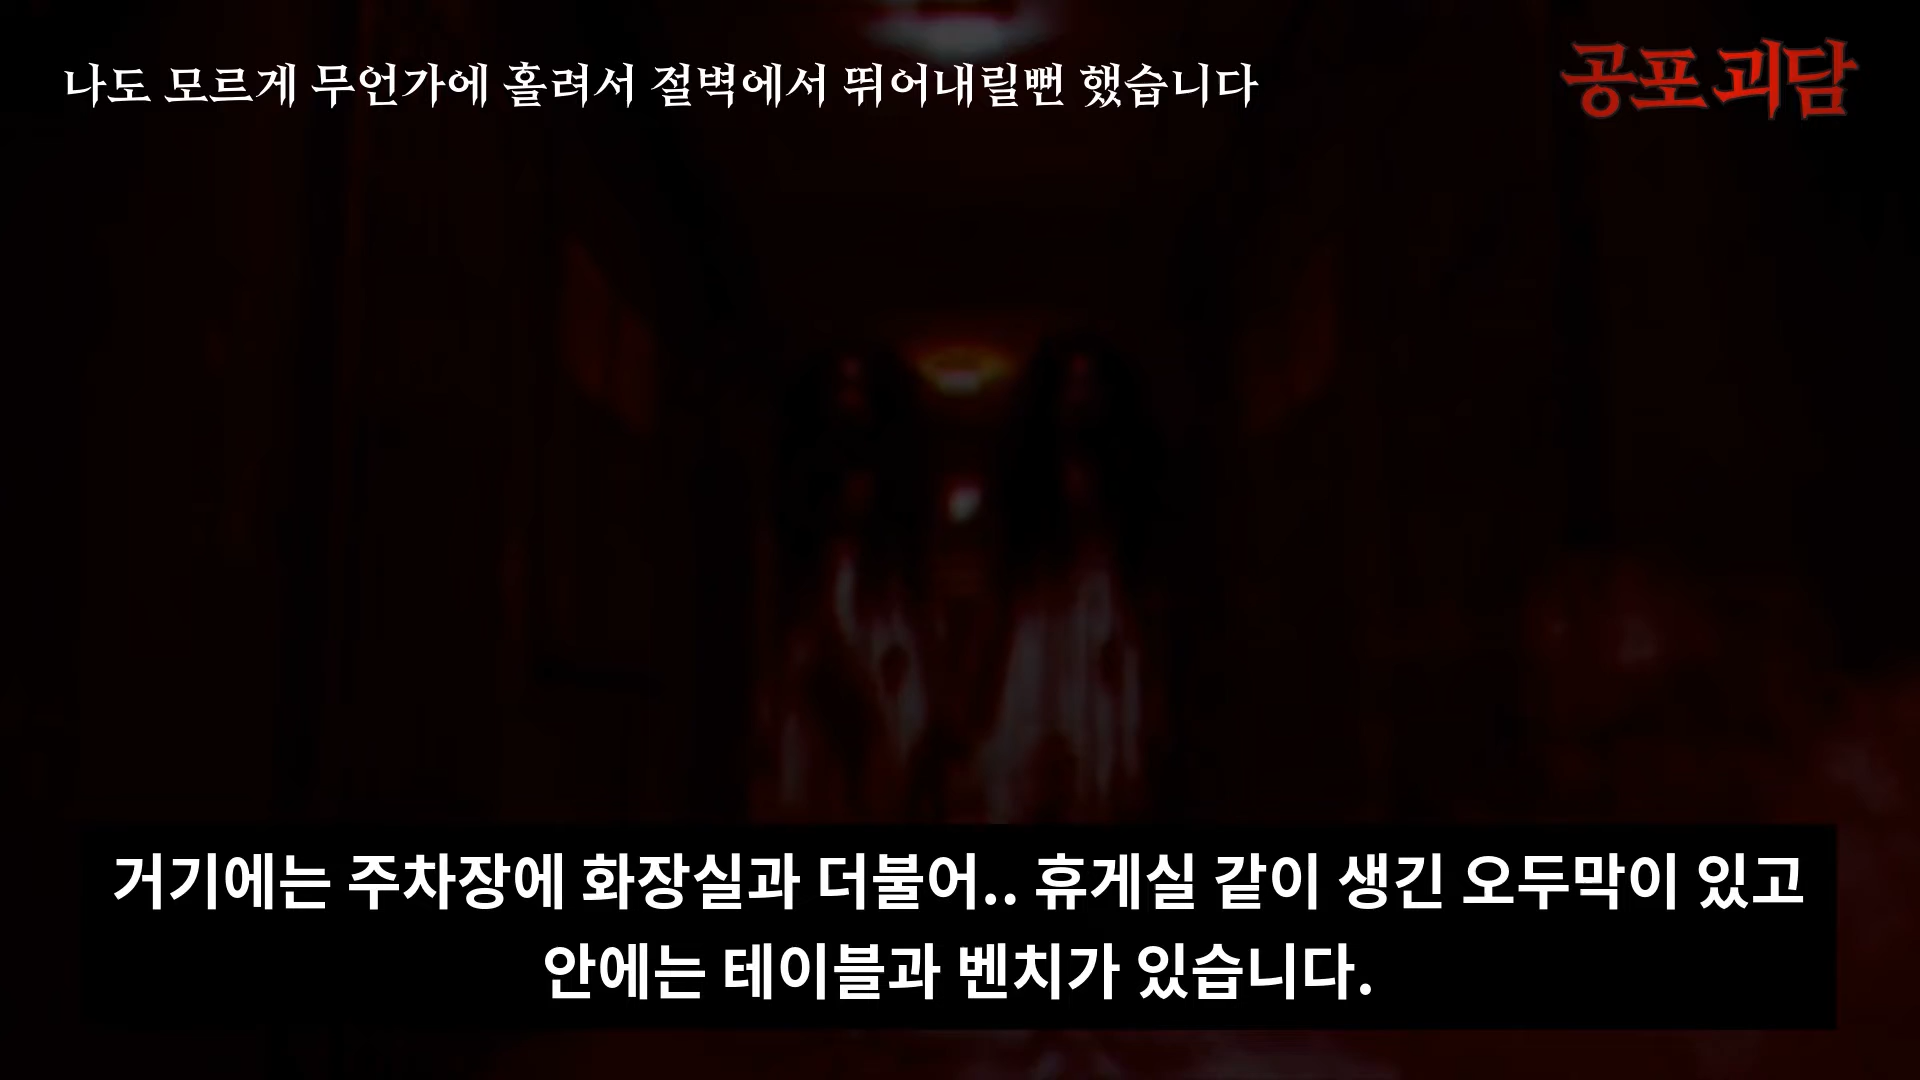 나도 모르게 무언가에 홀려서 절벽에서 뛰어내릴뻔 했습니다
공포괴담
거기에는 주차장에 화장실과 더불어.. 휴게실 같이 생긴 오두막이 있고
안에는 테이블과 벤치가 있습니다.